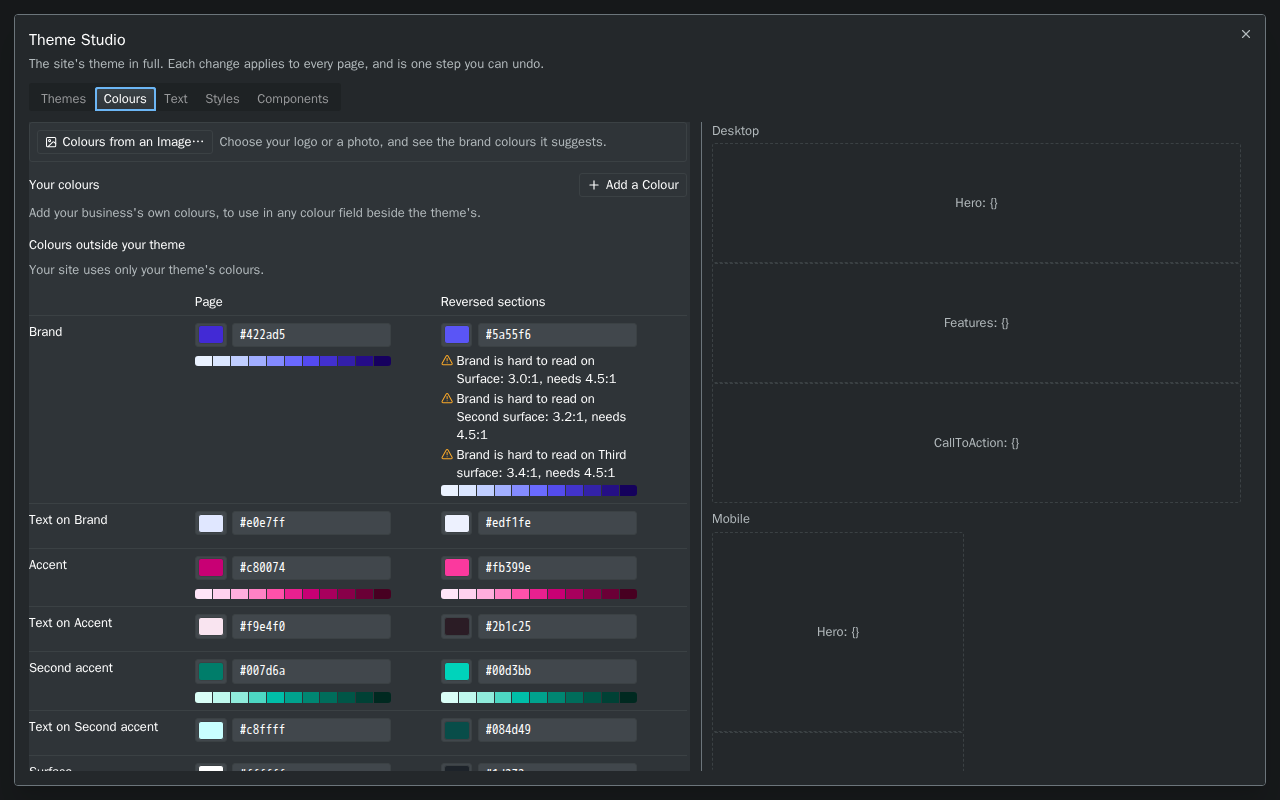 Theme Studio
The site's theme in full. Each change applies to every page, and is one step you can undo.
Themes
Colours
Text
Styles
Components
Colours from an Image···
Choose your logo or a photo, and see the brand colours it suggests.
Your colours
Add a Colour
Add your business's own colours, to use in any colour field beside the theme's.
Colours outside your theme
Your site uses only your theme's colours.
Page
Reversed sections
Brand
#422ad5
#5a55f6
Brand is hard to read on
Surface: 3.0:1, needs 4.5:1
Brand is hard to read on
Second surface: 3.2:1, needs
4.5:1
Brand is hard to read on Third
surface: 3.4:1, needs 4.5:1
Text on Brand
#e0e7ff
#edf1fe
Accent
#c80074
#fb399e
Text on Accent
#f9e4f0
#2b1c25
Second accent
#007d6a
#00d3bb
Text on Second accent
#c8ffff
#084d49
Surface
Desktop
Hero: {}
Features: {}
CallToAction: {}
Mobile
Hero: {}